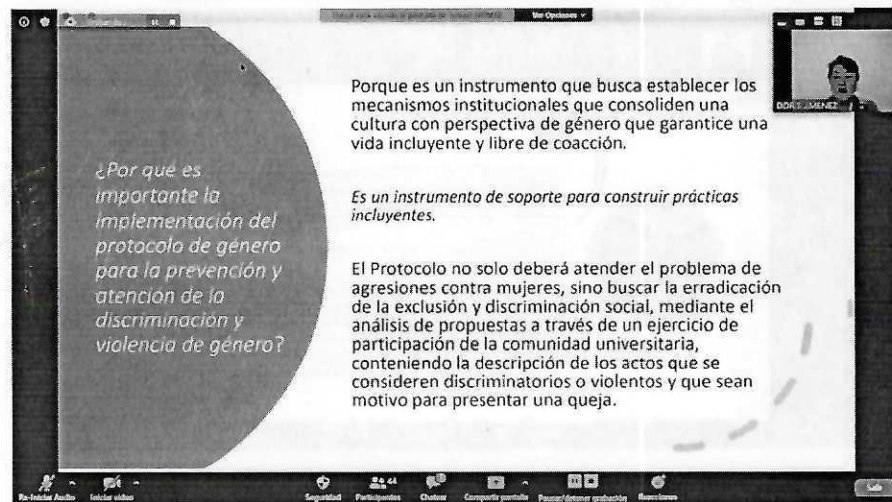 Ver Opciones
DORIS JIMENEZ
¿Por qué es
importante la
implementación del
protocolo de género
para la prevención y
atención de la
discriminación y
violencia de género?
Porque es un instrumento que busca establecer los
mecanismos institucionales que consoliden una
cultura con perspectiva de género que garantice una
vida incluyente y libre de coacción.
Es un instrumento de soporte para construir prácticas
incluyentes.
El Protocolo no solo deberá atender el problema de
agresiones contra mujeres, sino buscar la erradicación
de la exclusión y discriminación social, mediante el
análisis de propuestas a través de un ejercicio de
participación de la comunidad universitaria,
conteniendo la descripción de los actos que se
consideren discriminatorios o violentos y que sean
motivo para presentar una queja.
Re-Iniciar Audio Iniciar video Seguridad Participantes 44 Chatear Compartir pantalla Pausar/detener grabación Reacciones Salir